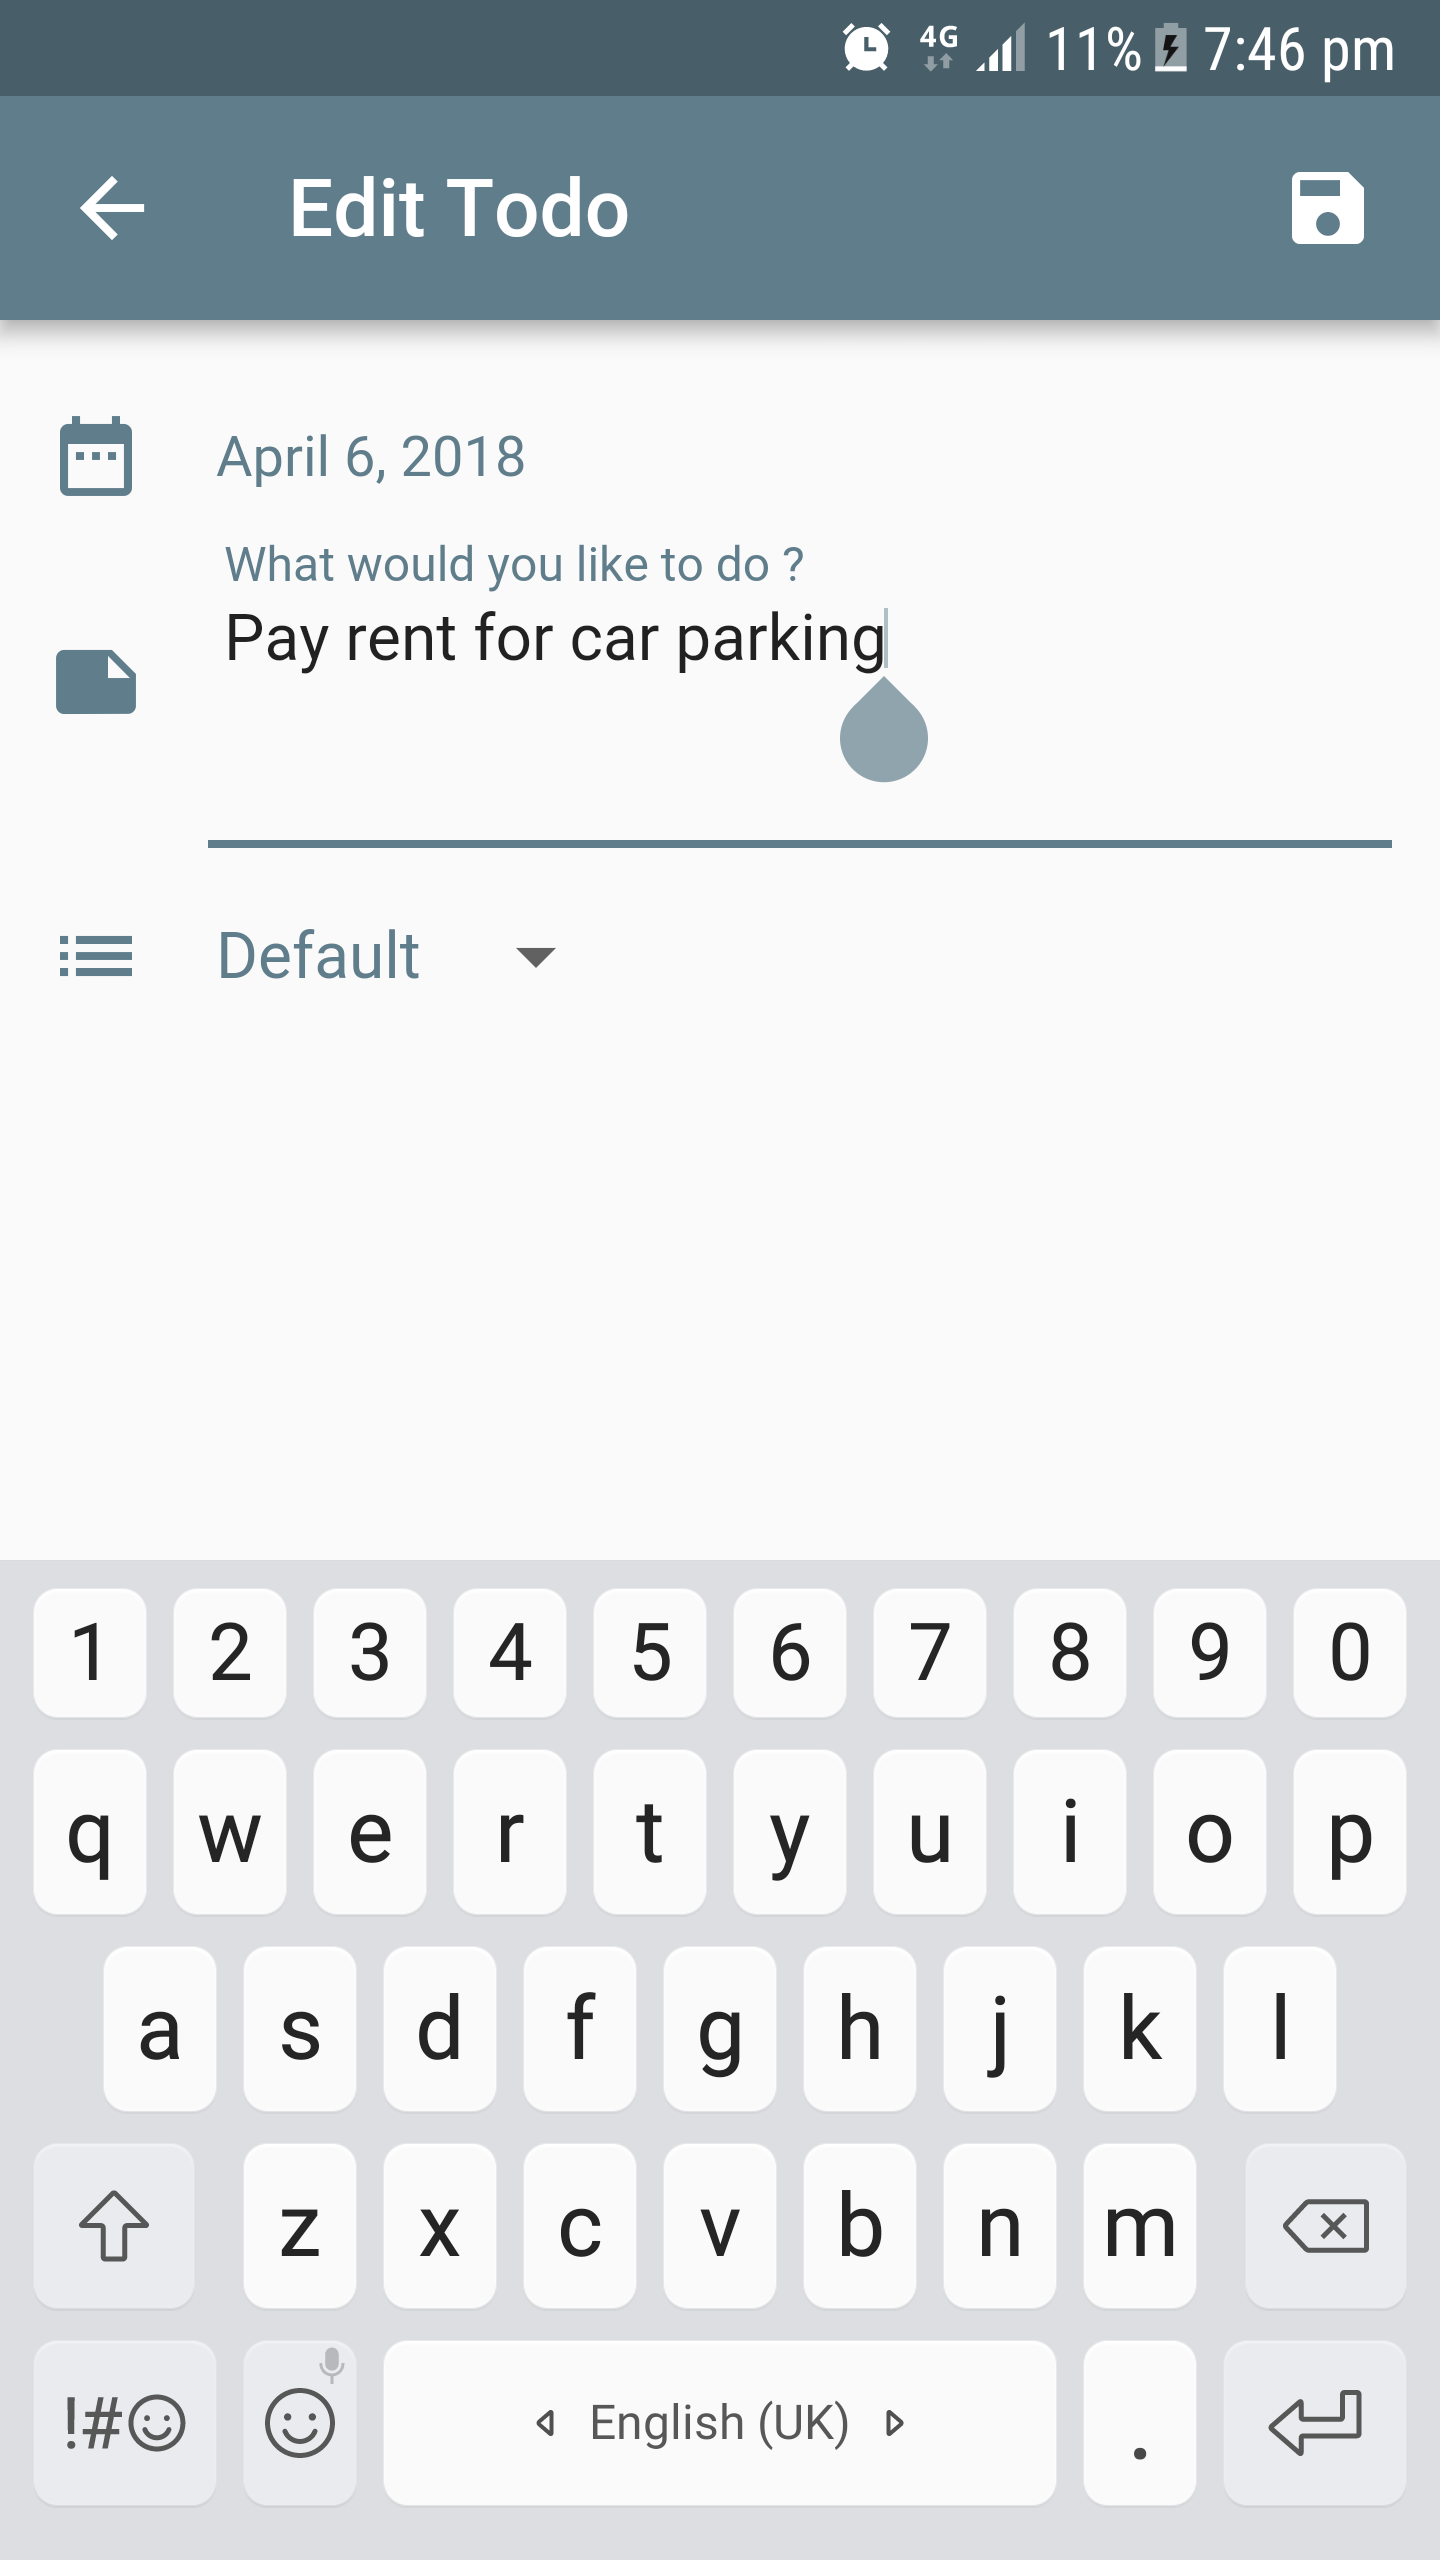 4G 11% 7:46 pm
Edit Todo
April 6, 2018
What would you like to do ?
Pay rent for car parking
Default
1 2 3 4 5 6 7 8 9 0
q w e r t y u i o p
a s d f g h j k l
z x c v b n m
!# English (UK) .